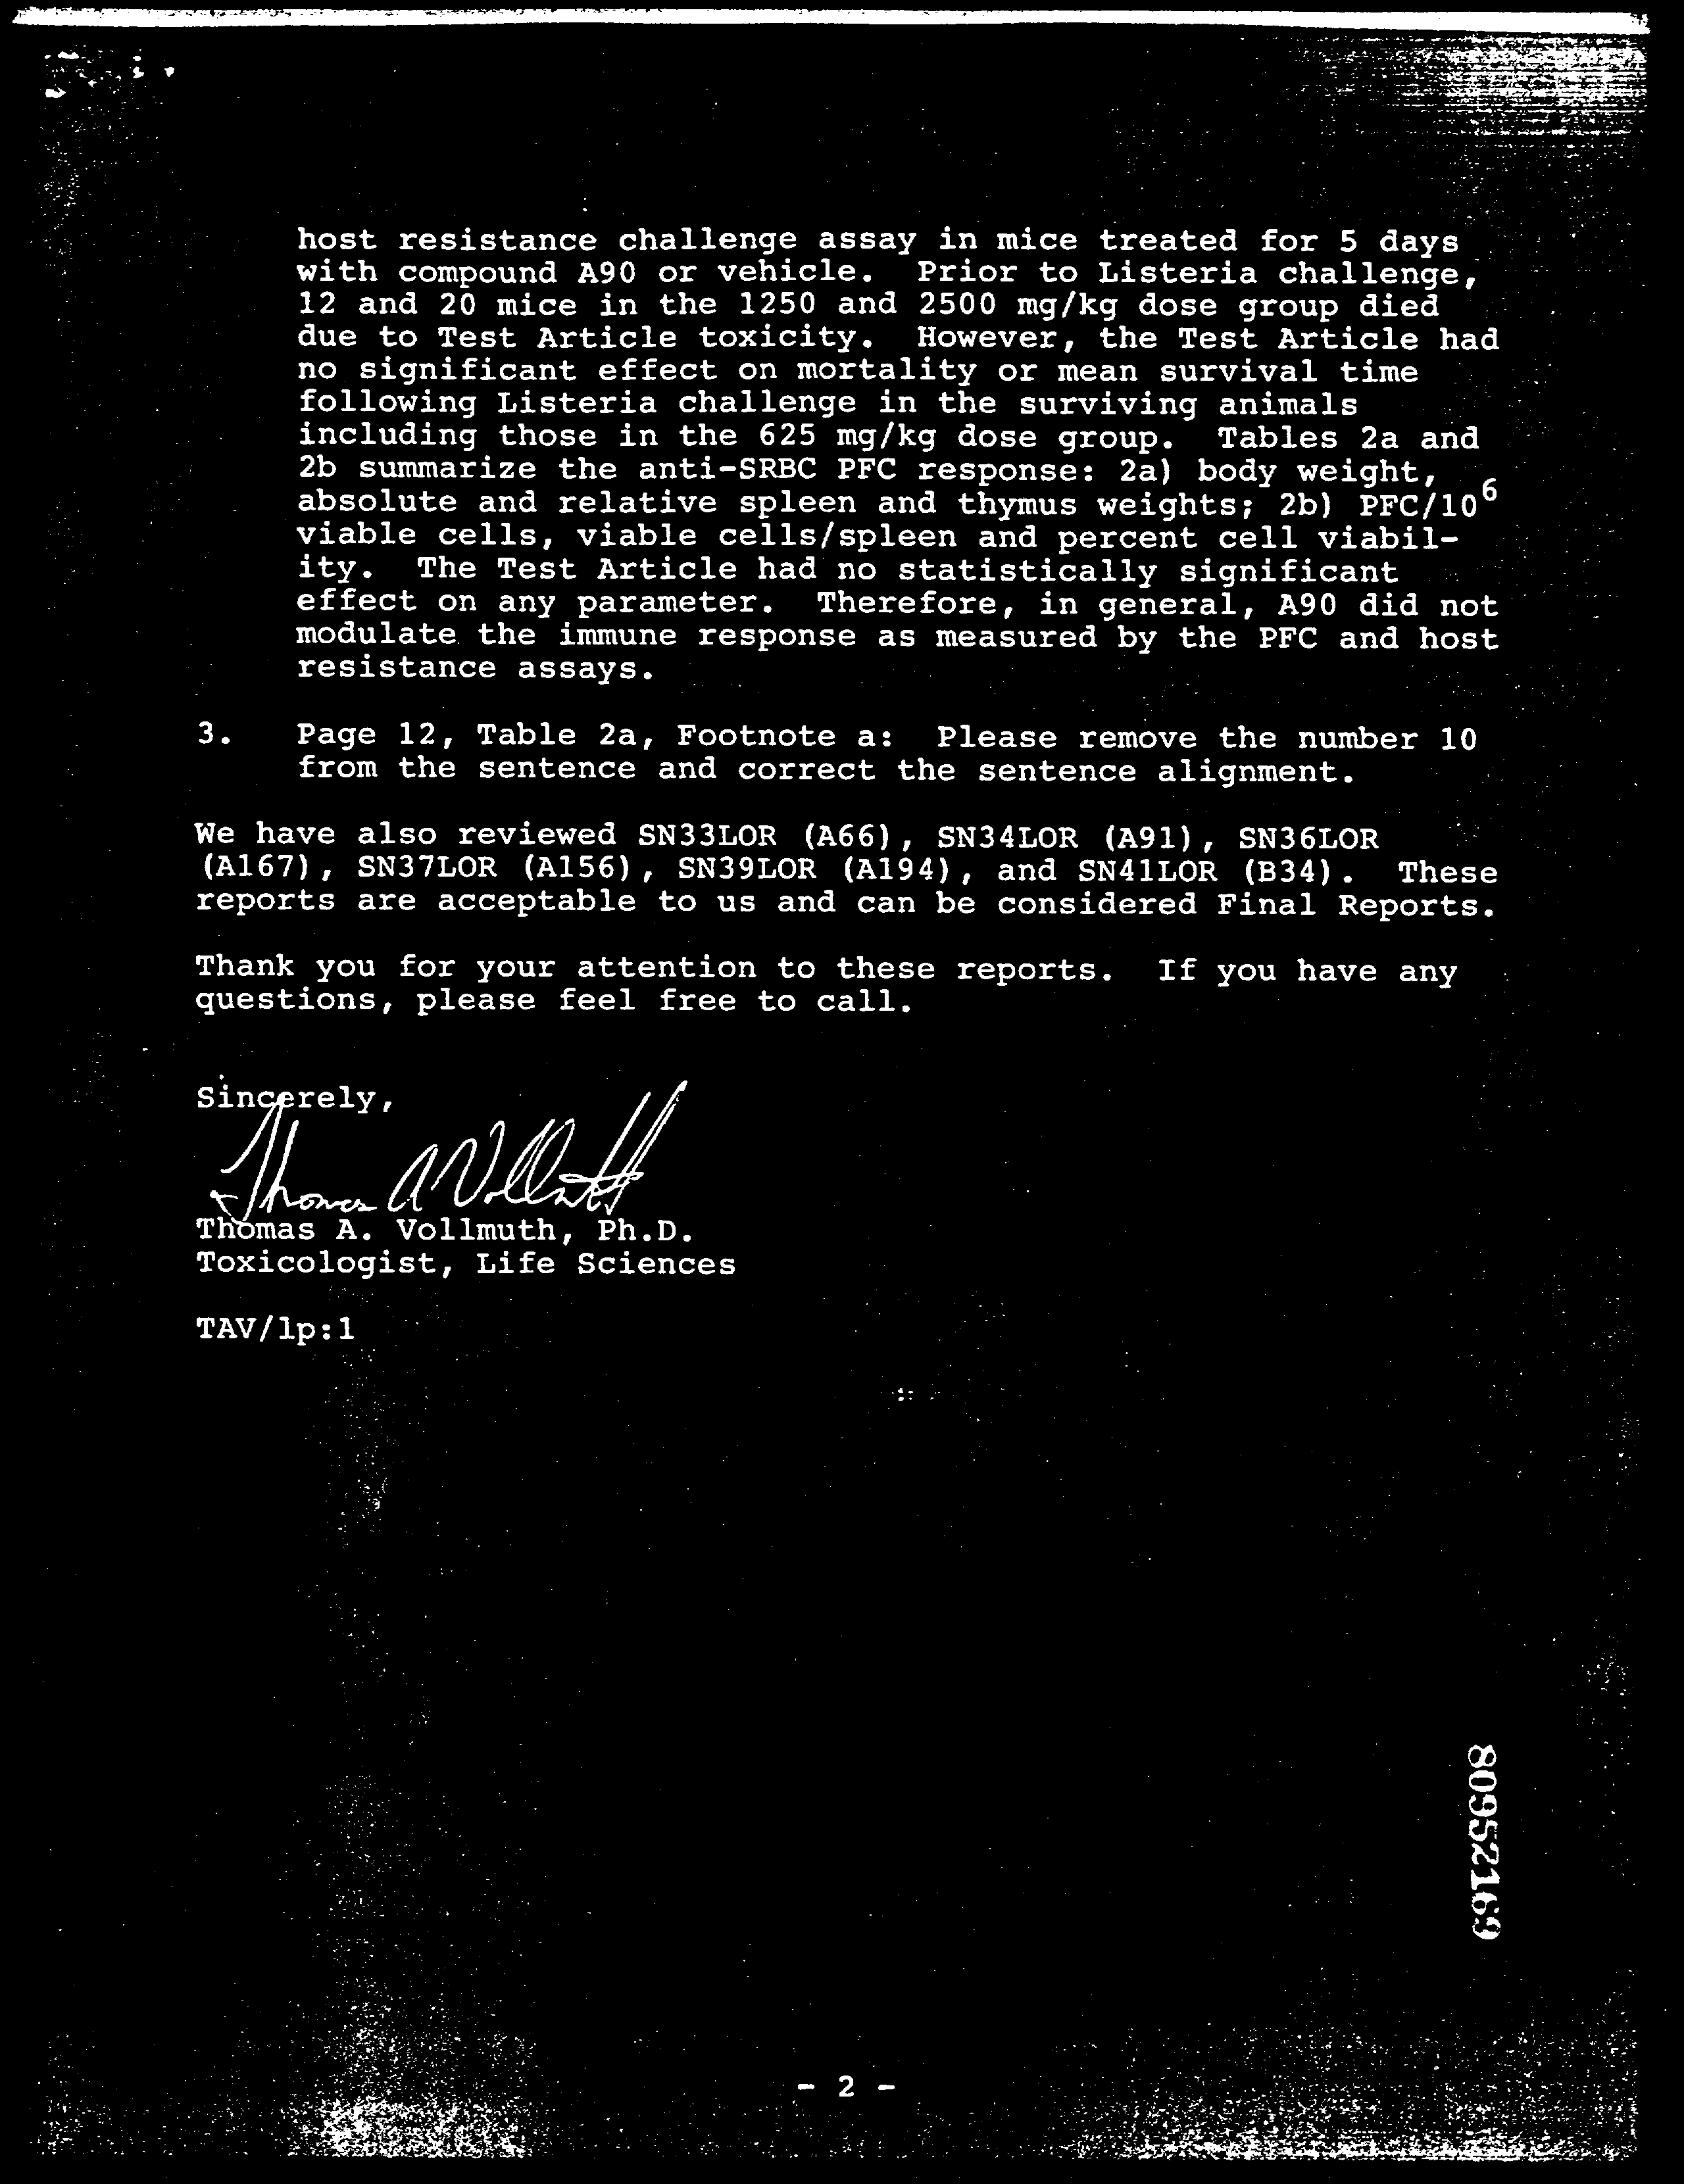 host resistance challenge assay in mice treated for 5 days
with compound A90 or vehicle.  Prior to Listeria challenge,
12 and 20 mice in the 1250 and 2500 mg/kg dose group died
due to Test Article toxicity.  However, the Test Article had
no significant effect on mortality or mean survival time
following Listeria challenge in the surviving animals
including those in the 625 mg/kg dose group.  Tables 2a and
2b summarize the anti-SRBC PFC response: 2a) body weight,
absolute and relative spleen and thymus weights; 2b) PFC/10⁶
viable cells, viable cells/spleen and percent cell viabil-
ity.  The Test Article had no statistically significant
effect on any parameter.  Therefore, in general, A90 did not
modulate the immune response as measured by the PFC and host
resistance assays.
3.    Page 12, Table 2a, Footnote a:  Please remove the number 10
from the sentence and correct the sentence alignment.
We have also reviewed SN33LOR (A66), SN34LOR (A91), SN36LOR
(A167), SN37LOR (A156), SN39LOR (A194), and SN41LOR (B34).  These
reports are acceptable to us and can be considered Final Reports.
Thank you for your attention to these reports.  If you have any
questions, please feel free to call.
Sincerely,
Thomas A Vollmuth
Thomas A. Vollmuth, Ph.D.
Toxicologist, Life Sciences
TAV/lp:1
80952169
- 2 -